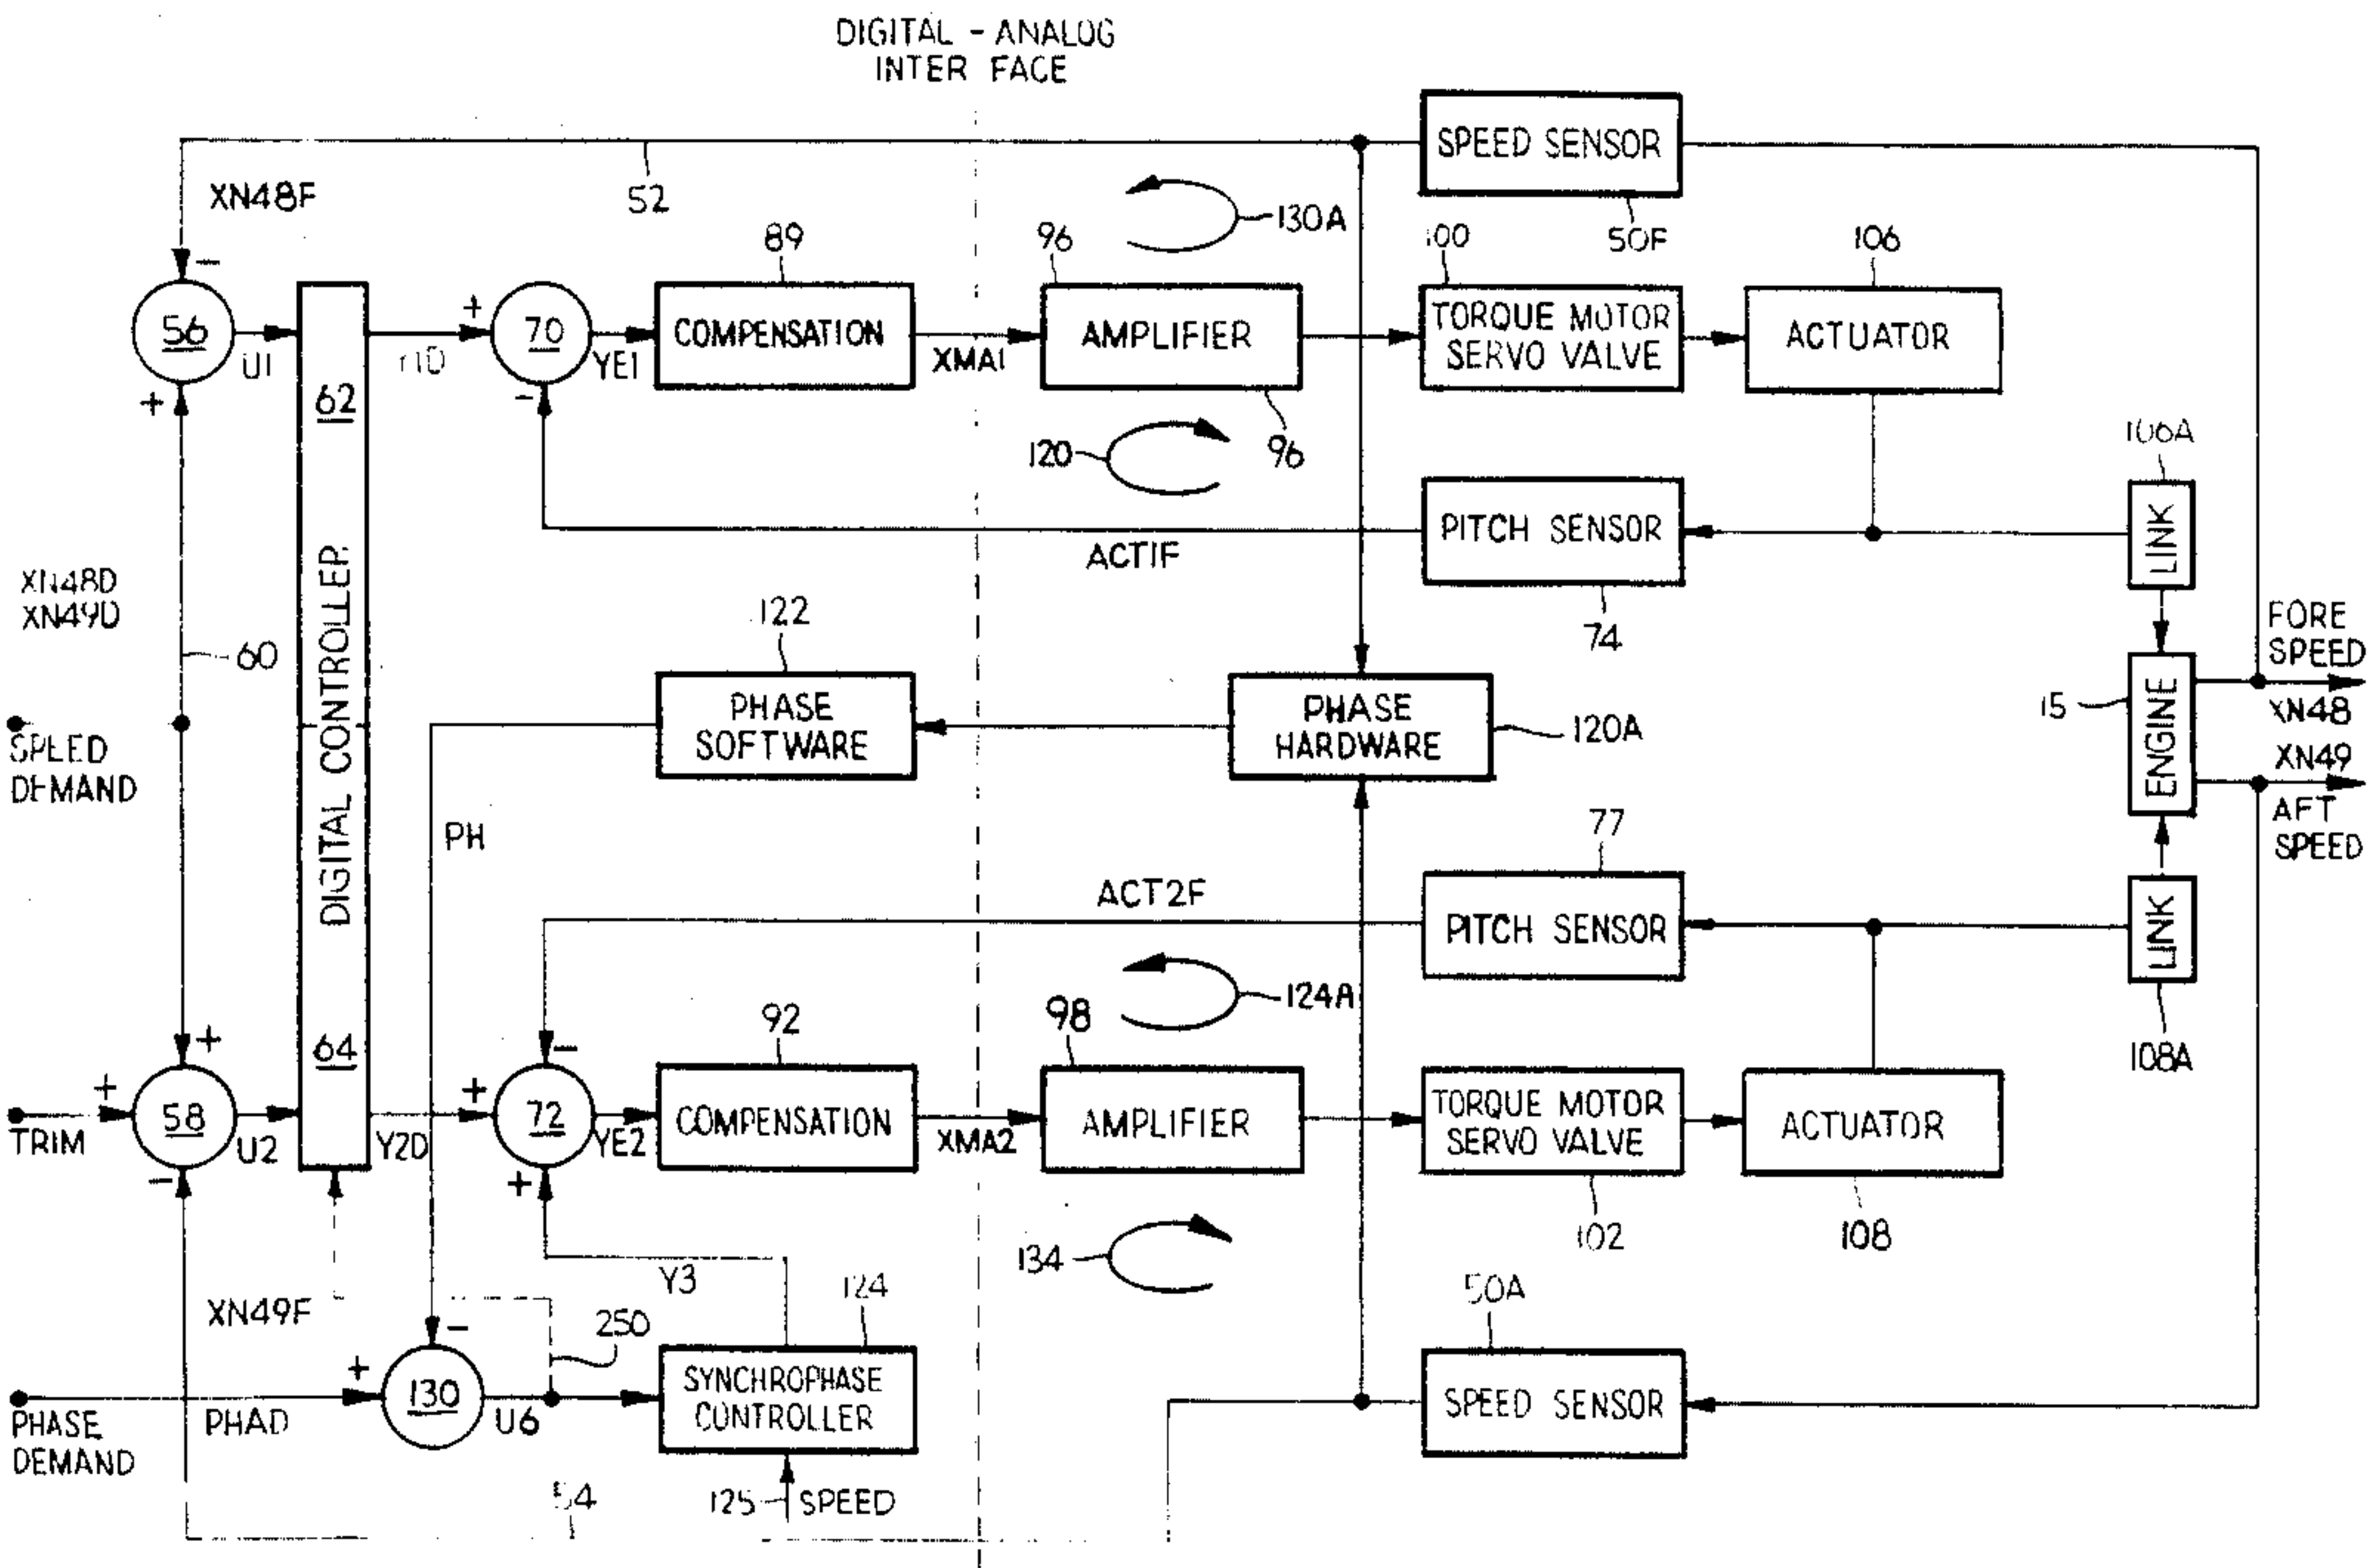 DIGITAL - ANALOG
INTER FACE
SPEED SENSOR
52
XN48F
130A
50F
89
96
100
106
56
U1
62
70
YE1
COMPENSATION
XMA1
AMPLIFIER
TORQUE MOTOR
SERVO VALVE
ACTUATOR
120
96
106A
LINK
PITCH SENSOR
ACT1F
74
XN48D
XN49D
60
122
DIGITAL CONTROLLER
SPEED
DEMAND
PHASE
SOFTWARE
PHASE
HARDWARE
120A
15
ENGINE
FORE
SPEED
XN48
XN49
AFT
SPEED
PH
77
ACT2F
PITCH SENSOR
LINK
124A
108A
92
98
64
TRIM
58
U2
Y2D
72
YE2
COMPENSATION
XMA2
AMPLIFIER
TORQUE MOTOR
SERVO VALVE
ACTUATOR
102
108
134
Y3
124
50A
XN49F
250
PHASE
DEMAND
PHAD
130
U6
SYNCHROPHASE
CONTROLLER
SPEED SENSOR
54
125
SPEED